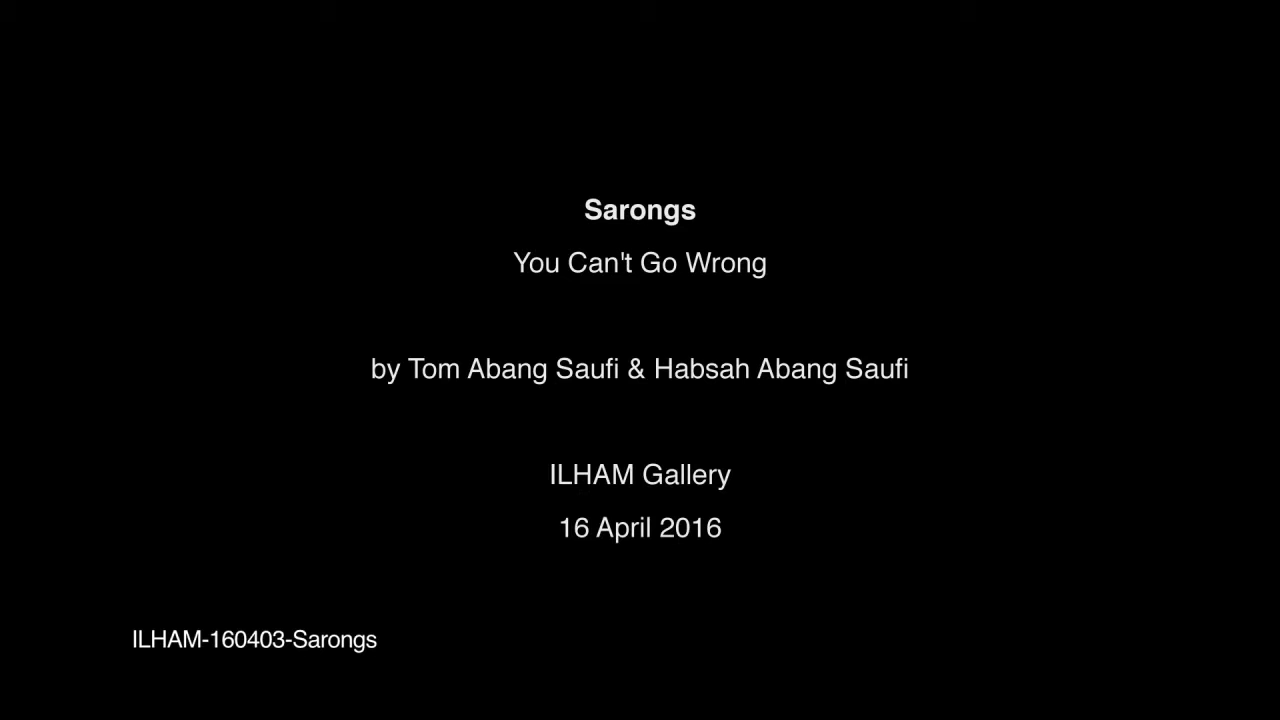 Sarongs
You Can't Go Wrong
by Tom Abang Saufi & Habsah Abang Saufi
ILHAM Gallery
16 April 2016
ILHAM-160403-Sarongs